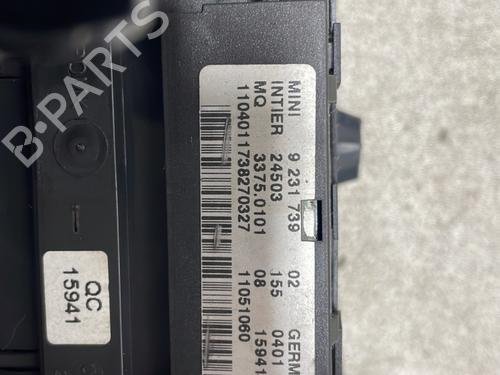 MINI 9 231 739 02 GERM
INTIER 24503 155 0401
MQ 3375.0101 08 15941
1104011738270327 11051060
QC
15941
B-PARTS